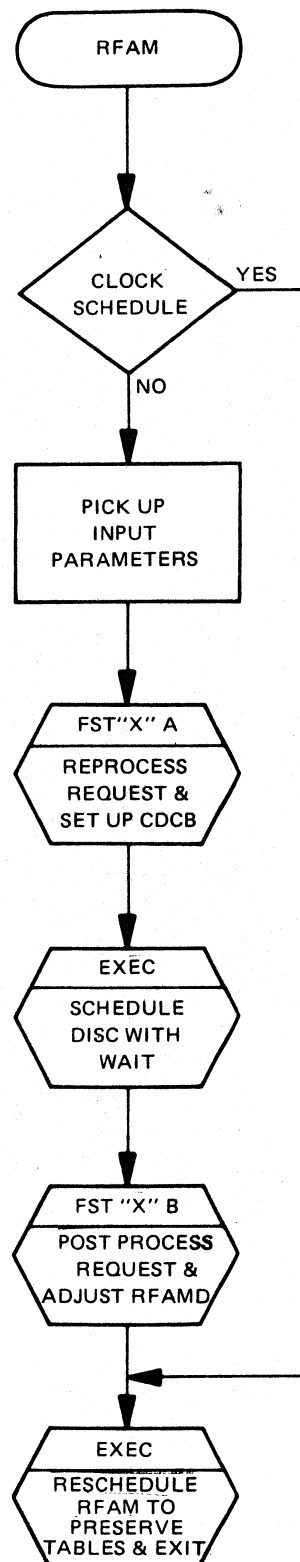 RFAM
CLOCK
SCHEDULE
YES
NO
PICK UP
INPUT
PARAMETERS
FST"X" A
REPROCESS
REQUEST &
SET UP CDCB
EXEC
SCHEDULE
DISC WITH
WAIT
FST "X" B
POST PROCESS
REQUEST &
ADJUST RFAMD
EXEC
RESCHEDULE
RFAM TO
PRESERVE
TABLES & EXIT